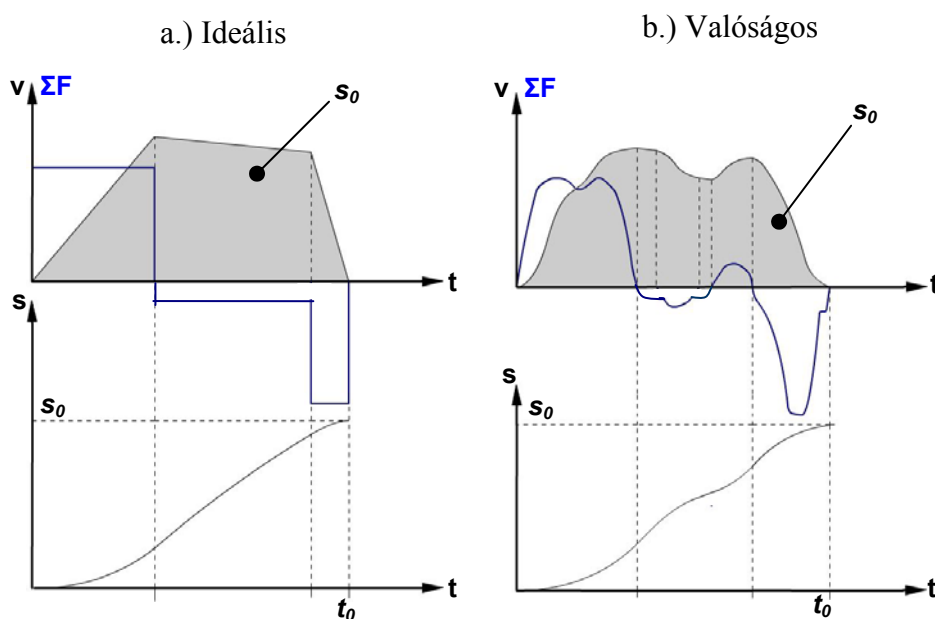 a.) Ideális
b.) Valóságos
v ΣF
s₀
t
s
s₀
t
t₀
v ΣF
s₀
t
s
s₀
t
t₀